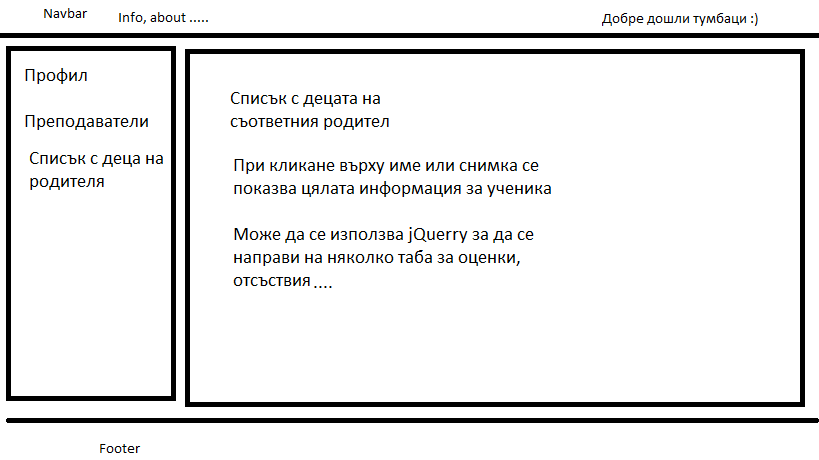 Navbar
Info, about .....
Добре дошли тумбаци :)
Профил
Преподаватели
Списък с деца на
родителя
Списък с децата на
съответния родител
При кликане върху име или снимка се
показва цялата информация за ученика
Може да се използва jQuerry за да се
направи на няколко таба за оценки,
отсъствия ....
Footer